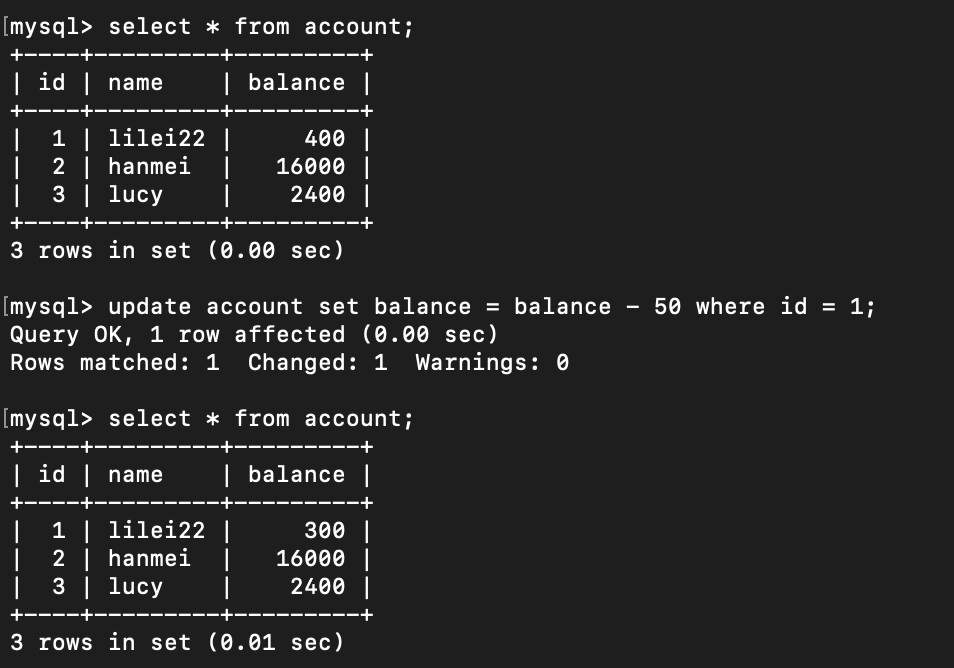 [mysql> select * from account;
+----+---------+---------+
| id | name    | balance |
+----+---------+---------+
|  1 | lilei22 |     400 |
|  2 | hanmei  |   16000 |
|  3 | lucy    |    2400 |
+----+---------+---------+
3 rows in set (0.00 sec)

[mysql> update account set balance = balance - 50 where id = 1;
Query OK, 1 row affected (0.00 sec)
Rows matched: 1  Changed: 1  Warnings: 0

[mysql> select * from account;
+----+---------+---------+
| id | name    | balance |
+----+---------+---------+
|  1 | lilei22 |     300 |
|  2 | hanmei  |   16000 |
|  3 | lucy    |    2400 |
+----+---------+---------+
3 rows in set (0.01 sec)